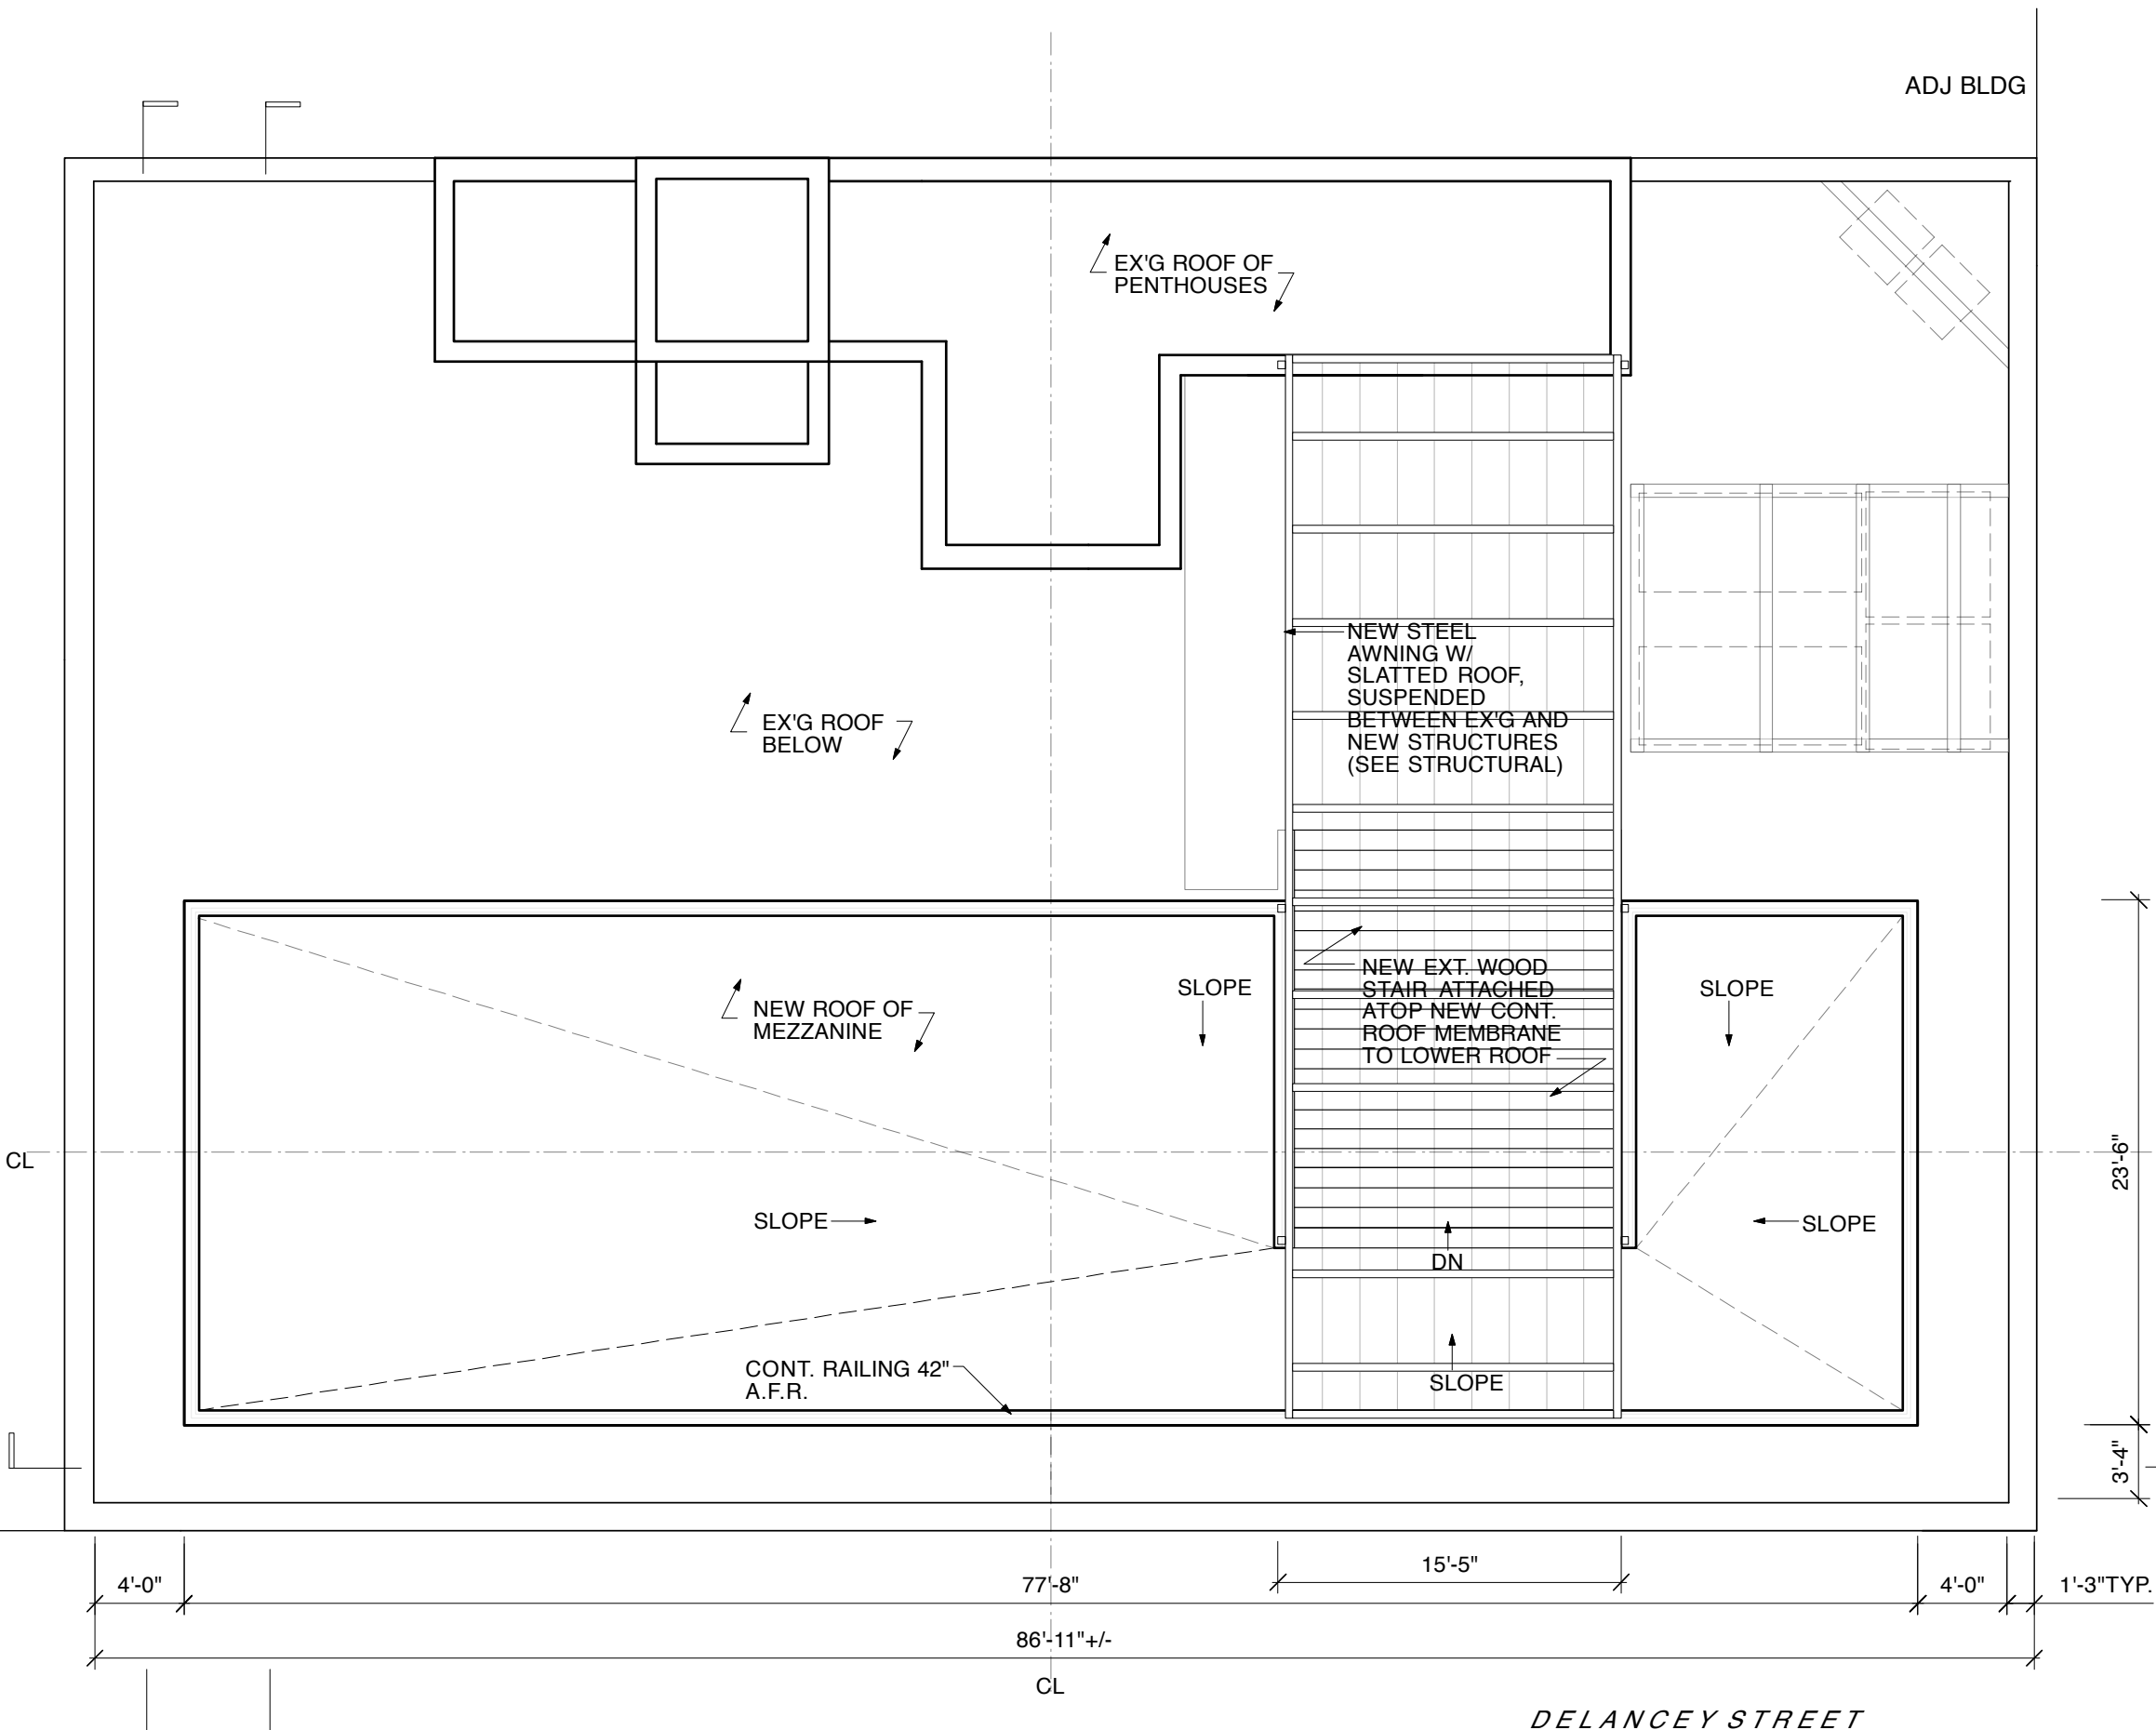 ADJ BLDG
EX'G ROOF OF
PENTHOUSES
NEW STEEL
AWNING W/
SLATTED ROOF,
SUSPENDED
BETWEEN EX'G AND
NEW STRUCTURES
(SEE STRUCTURAL)
EX'G ROOF
BELOW
NEW EXT. WOOD
STAIR ATTACHED
ATOP NEW CONT.
ROOF MEMBRANE
TO LOWER ROOF
SLOPE
SLOPE
NEW ROOF OF
MEZZANINE
CL
23'-6"
SLOPE
SLOPE
DN
CONT. RAILING 42"
A.F.R.
SLOPE
3'-4"
15'-5"
4'-0"
77'-8"
4'-0"
1'-3"TYP.
86'-11"+/-
CL
DELANCEY STREET